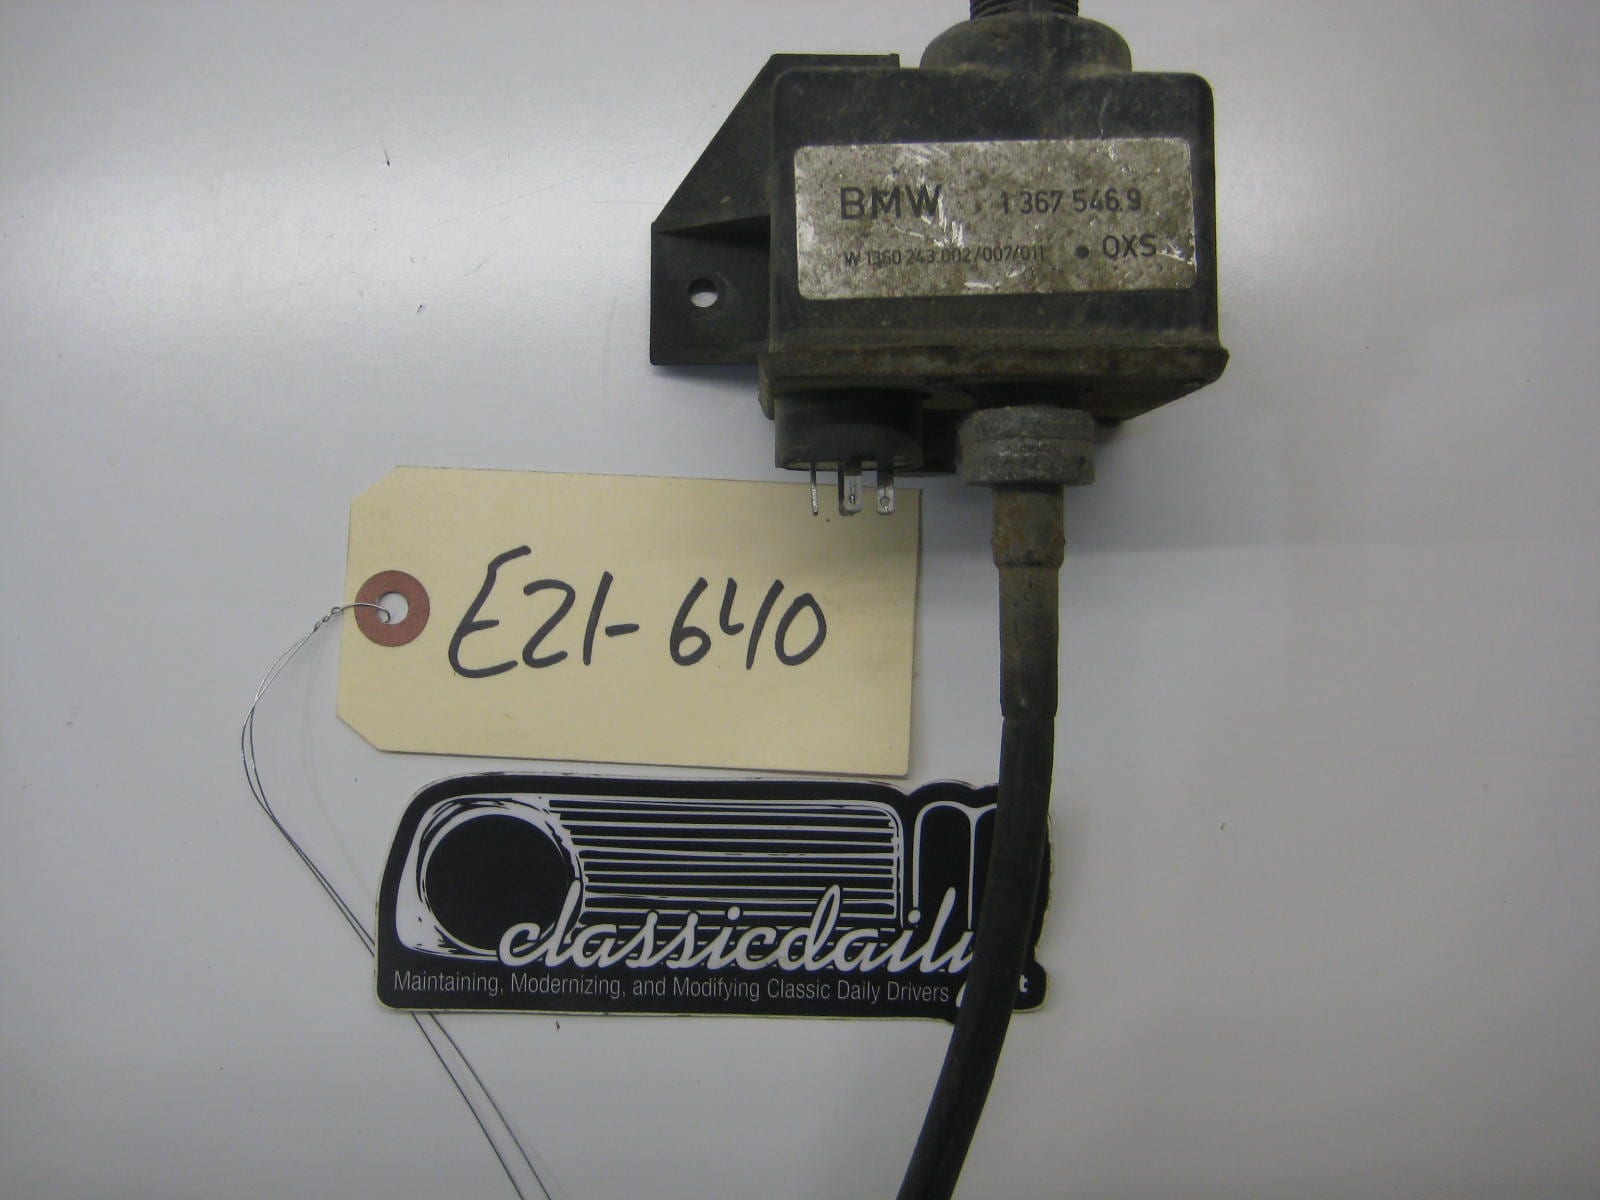 BMW 1 367 546.9
W 1360 243.002/007/011 • OXS
E21-640
classicdaily
Maintaining, Modernizing, and Modifying Classic Daily Drivers